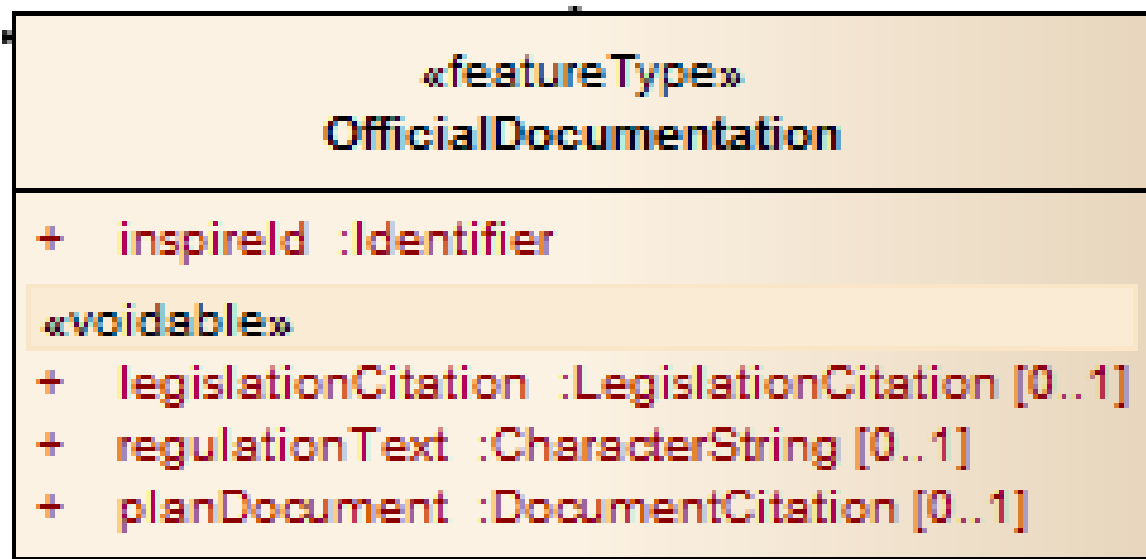 «featureType»
OfficialDocumentation
+ inspireId :Identifier
«voidable»
+ legislationCitation :LegislationCitation [0..1]
+ regulationText :CharacterString [0..1]
+ planDocument :DocumentCitation [0..1]